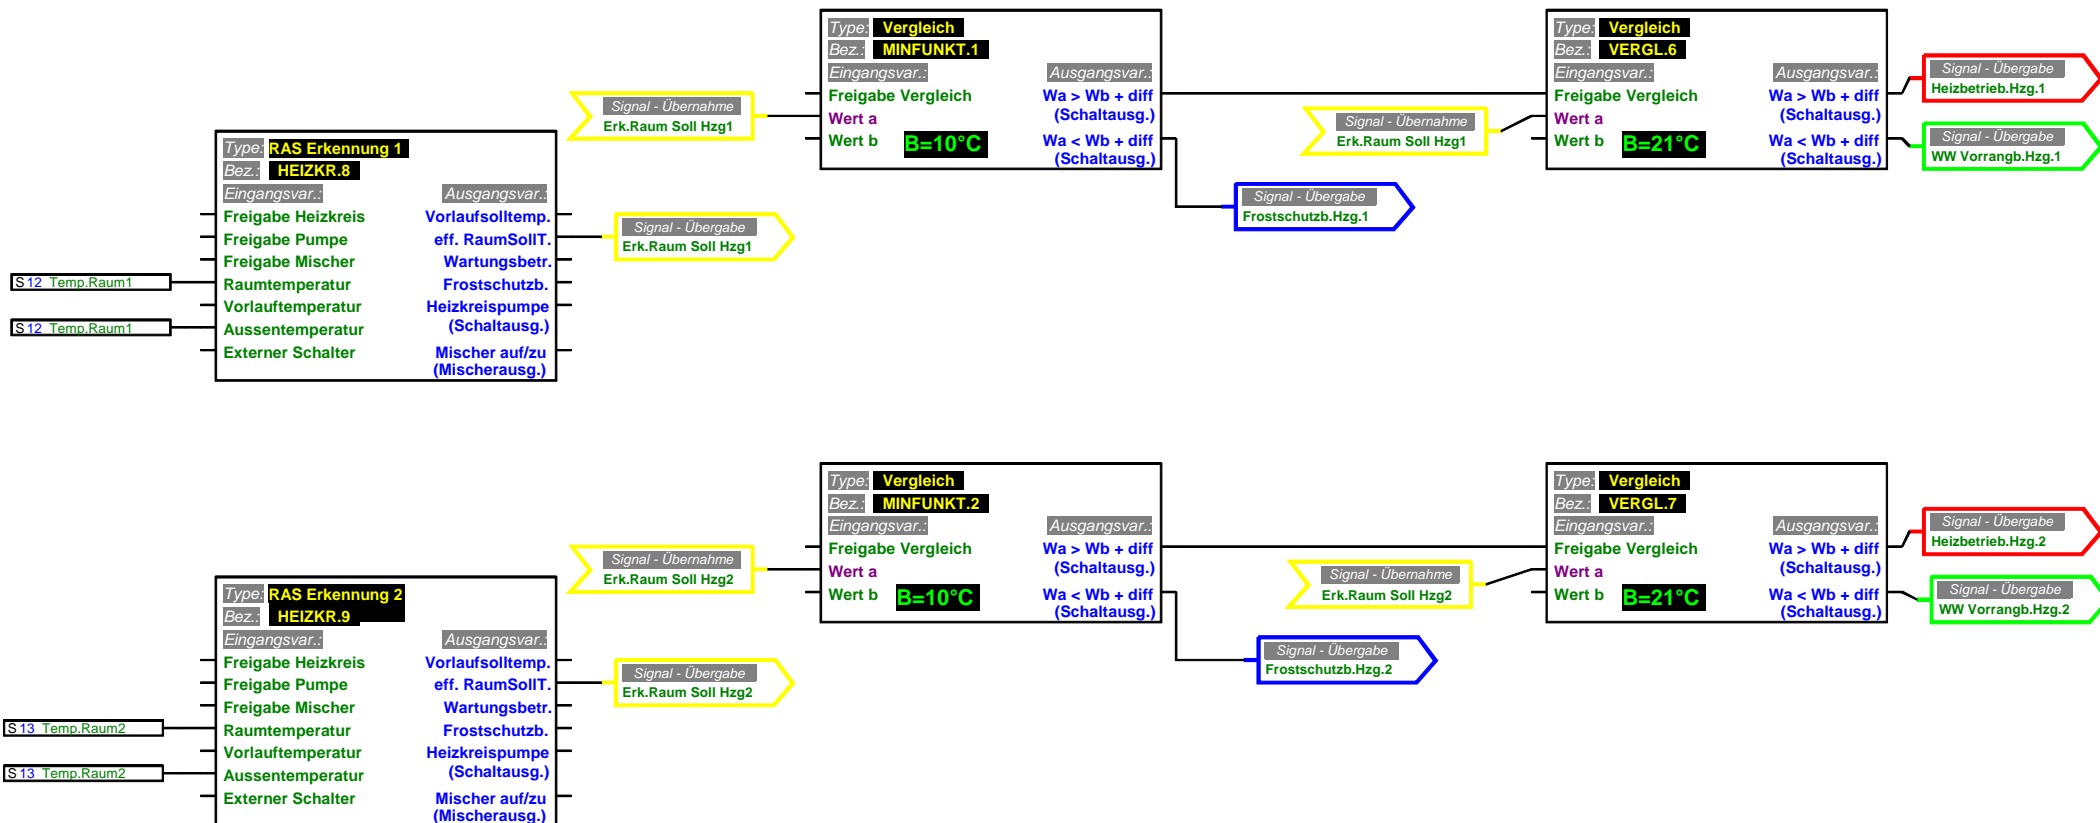 Type: RAS Erkennung 1
Bez.: HEIZKR.8
Eingangsvar.: Ausgangsvar.:
Freigabe Heizkreis Vorlaufsolltemp.
Freigabe Pumpe eff. RaumSollT.
Freigabe Mischer Wartungsbetr.
S 12 Temp.Raum1 Raumtemperatur Frostschutzb.
Vorlauftemperatur Heizkreispumpe
(Schaltausg.)
S 12 Temp.Raum1 Aussentemperatur
Externer Schalter Mischer auf/zu
(Mischerausg.)
Signal - Übergabe
Erk.Raum Soll Hzg1
Signal - Übernahme
Erk.Raum Soll Hzg1
Type: Vergleich
Bez.: MINFUNKT.1
Eingangsvar.: Ausgangsvar.:
Freigabe Vergleich Wa > Wb + diff
(Schaltausg.)
Wert a
Wert b B=10°C Wa < Wb + diff
(Schaltausg.)
Signal - Übergabe
Frostschutzb.Hzg.1
Signal - Übernahme
Erk.Raum Soll Hzg1
Type: Vergleich
Bez.: VERGL.6
Eingangsvar.: Ausgangsvar.:
Freigabe Vergleich Wa > Wb + diff
(Schaltausg.)
Wert a
Wert b B=21°C Wa < Wb + diff
(Schaltausg.)
Signal - Übergabe
Heizbetrieb.Hzg.1
Signal - Übergabe
WW Vorrangb.Hzg.1
Type: RAS Erkennung 2
Bez.: HEIZKR.9
Eingangsvar.: Ausgangsvar.:
Freigabe Heizkreis Vorlaufsolltemp.
Freigabe Pumpe eff. RaumSollT.
Freigabe Mischer Wartungsbetr.
S 13 Temp.Raum2 Raumtemperatur Frostschutzb.
Vorlauftemperatur Heizkreispumpe
(Schaltausg.)
S 13 Temp.Raum2 Aussentemperatur
Externer Schalter Mischer auf/zu
(Mischerausg.)
Signal - Übergabe
Erk.Raum Soll Hzg2
Signal - Übernahme
Erk.Raum Soll Hzg2
Type: Vergleich
Bez.: MINFUNKT.2
Eingangsvar.: Ausgangsvar.:
Freigabe Vergleich Wa > Wb + diff
(Schaltausg.)
Wert a
Wert b B=10°C Wa < Wb + diff
(Schaltausg.)
Signal - Übergabe
Frostschutzb.Hzg.2
Signal - Übernahme
Erk.Raum Soll Hzg2
Type: Vergleich
Bez.: VERGL.7
Eingangsvar.: Ausgangsvar.:
Freigabe Vergleich Wa > Wb + diff
(Schaltausg.)
Wert a
Wert b B=21°C Wa < Wb + diff
(Schaltausg.)
Signal - Übergabe
Heizbetrieb.Hzg.2
Signal - Übergabe
WW Vorrangb.Hzg.2